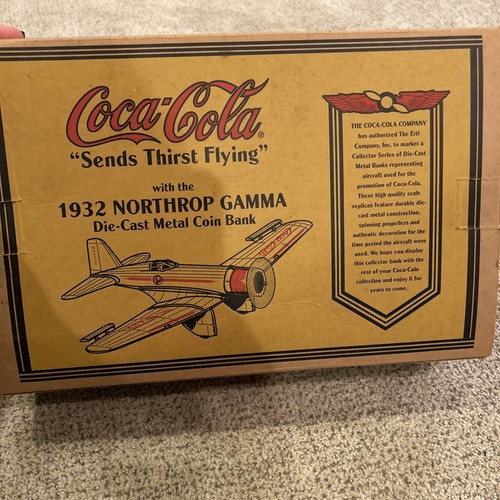 Coca-Cola®
"Sends Thirst Flying"
with the
1932 NORTHROP GAMMA
Die-Cast Metal Coin Bank
THE COCA-COLA COMPANY
has authorized The Ertl
Company, Inc. to market a
Collector Series of Die-Cast
Metal Banks representing
aircraft used for the
promotion of Coca-Cola.
These high quality scale
replicas feature durable die-
cast metal construction,
spinning propellers and
authentic decoration for the
time period the aircraft were
used. We hope you display
this collector bank with the
rest of your Coca-Cola
collection and enjoy it for
years to come.